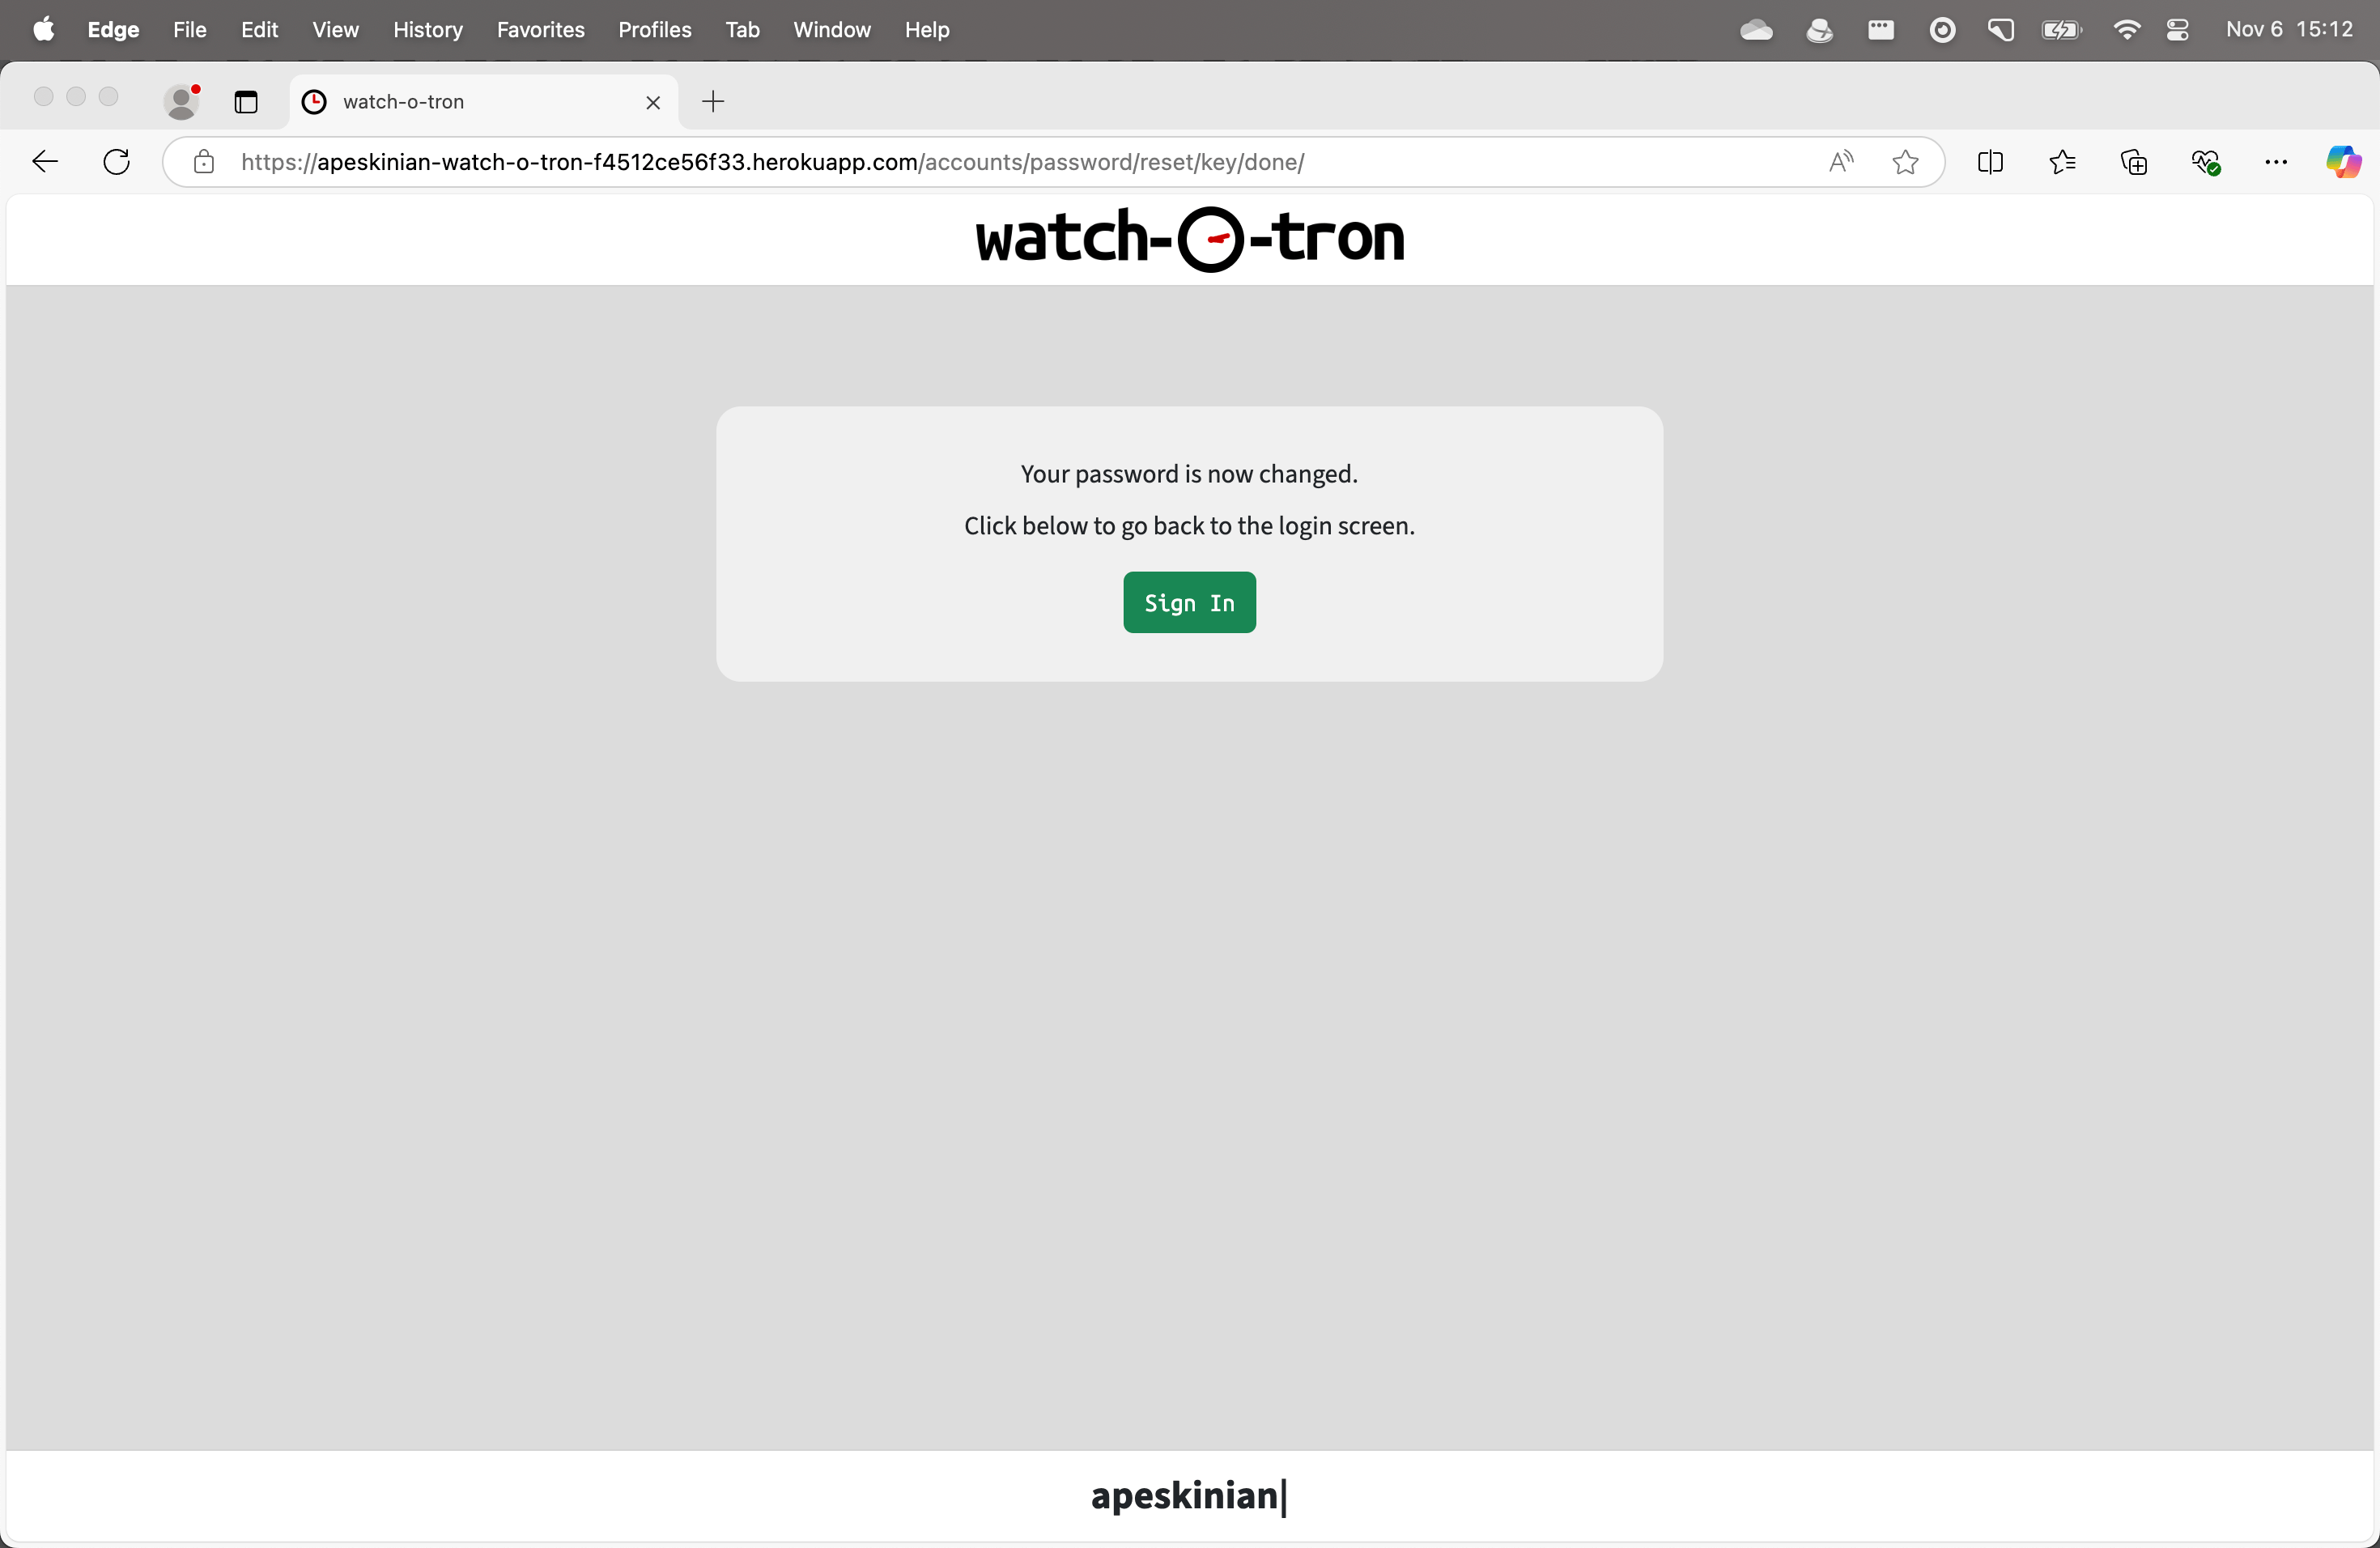 Edge File Edit View History Favorites Profiles Tab Window Help Nov 6 15:12
watch-o-tron
https://apeskinian-watch-o-tron-f4512ce56f33.herokuapp.com/accounts/password/reset/key/done/
watch-O-tron
Your password is now changed.
Click below to go back to the login screen.
Sign In
apeskinian|